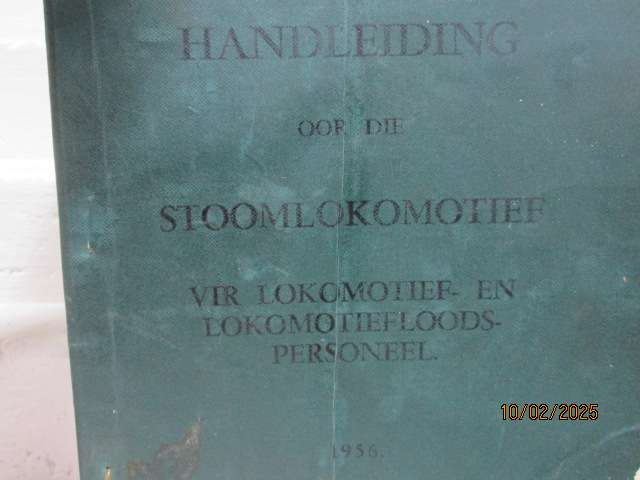 HANDLEIDING
OOR DIE
STOOMLOKOMOTIEF
VIR LOKOMOTIEF- EN
LOKOMOTIEFLOODS-
PERSONEEL.
1956.
10/02/2025